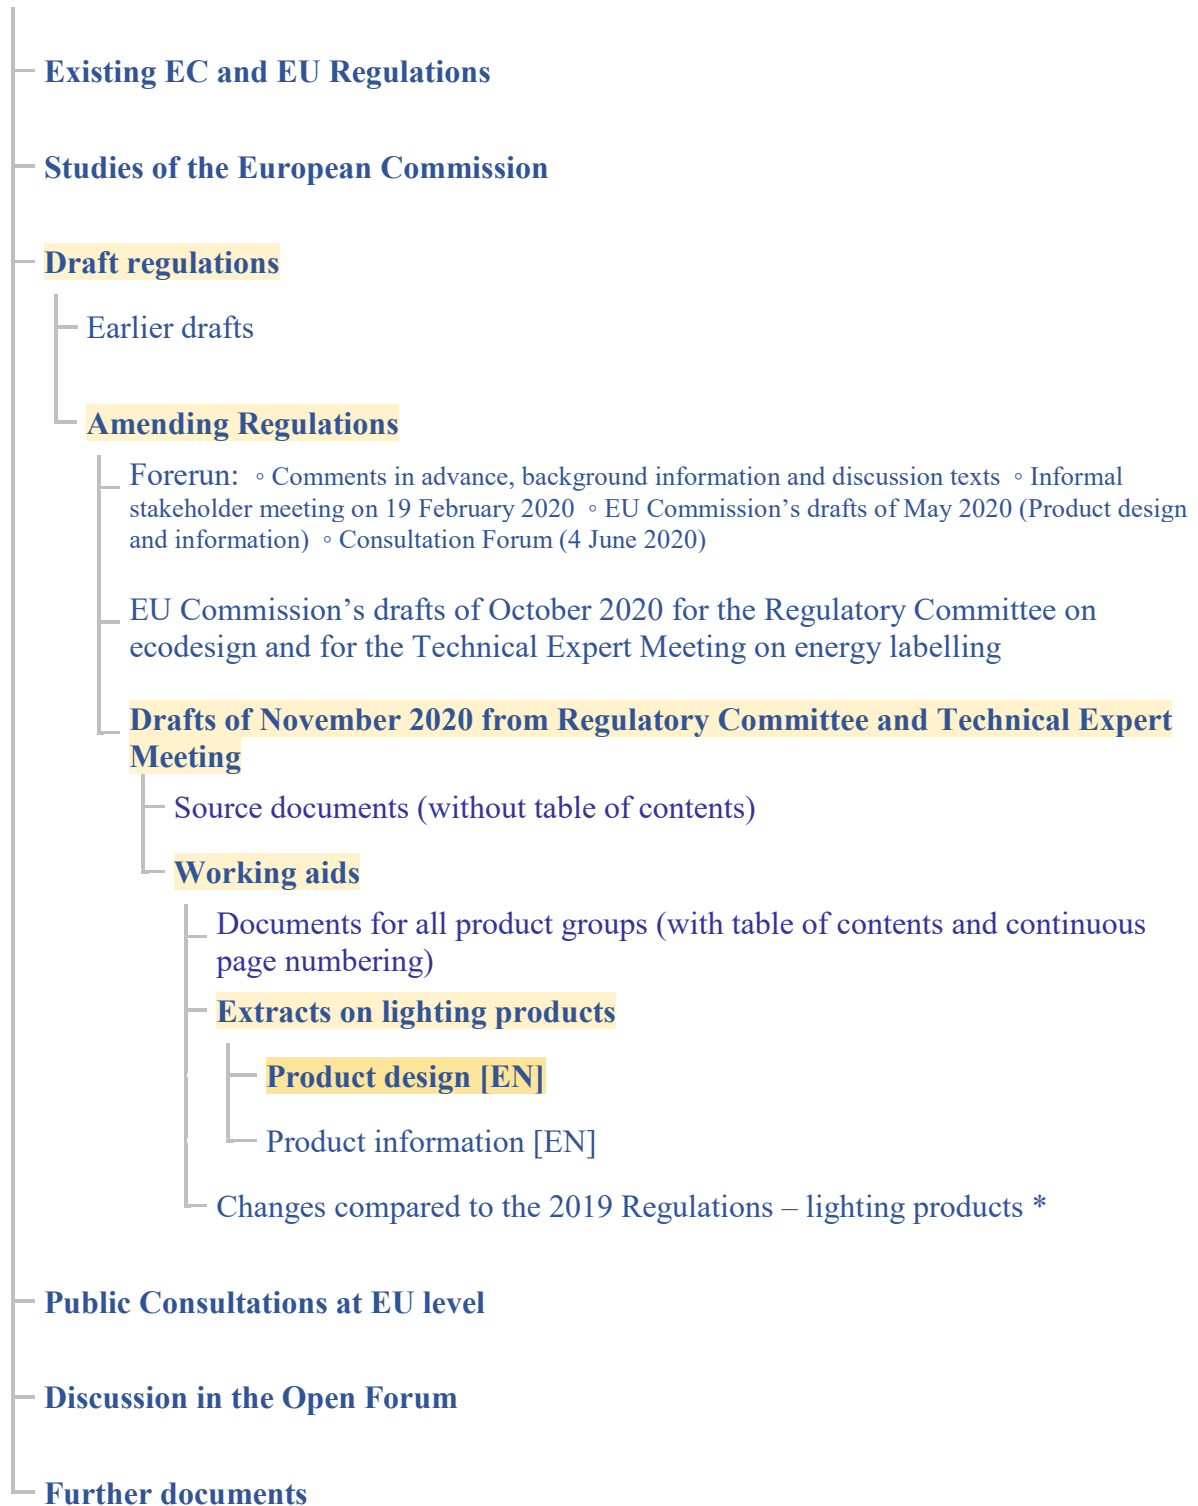 Existing EC and EU Regulations
Studies of the European Commission
Draft regulations
Earlier drafts
Amending Regulations
Forerun: ◦ Comments in advance, background information and discussion texts ◦ Informal
stakeholder meeting on 19 February 2020 ◦ EU Commission’s drafts of May 2020 (Product design
and information) ◦ Consultation Forum (4 June 2020)
EU Commission’s drafts of October 2020 for the Regulatory Committee on
ecodesign and for the Technical Expert Meeting on energy labelling
Drafts of November 2020 from Regulatory Committee and Technical Expert
Meeting
Source documents (without table of contents)
Working aids
Documents for all product groups (with table of contents and continuous
page numbering)
Extracts on lighting products
Product design [EN]
Product information [EN]
Changes compared to the 2019 Regulations – lighting products *
Public Consultations at EU level
Discussion in the Open Forum
Further documents